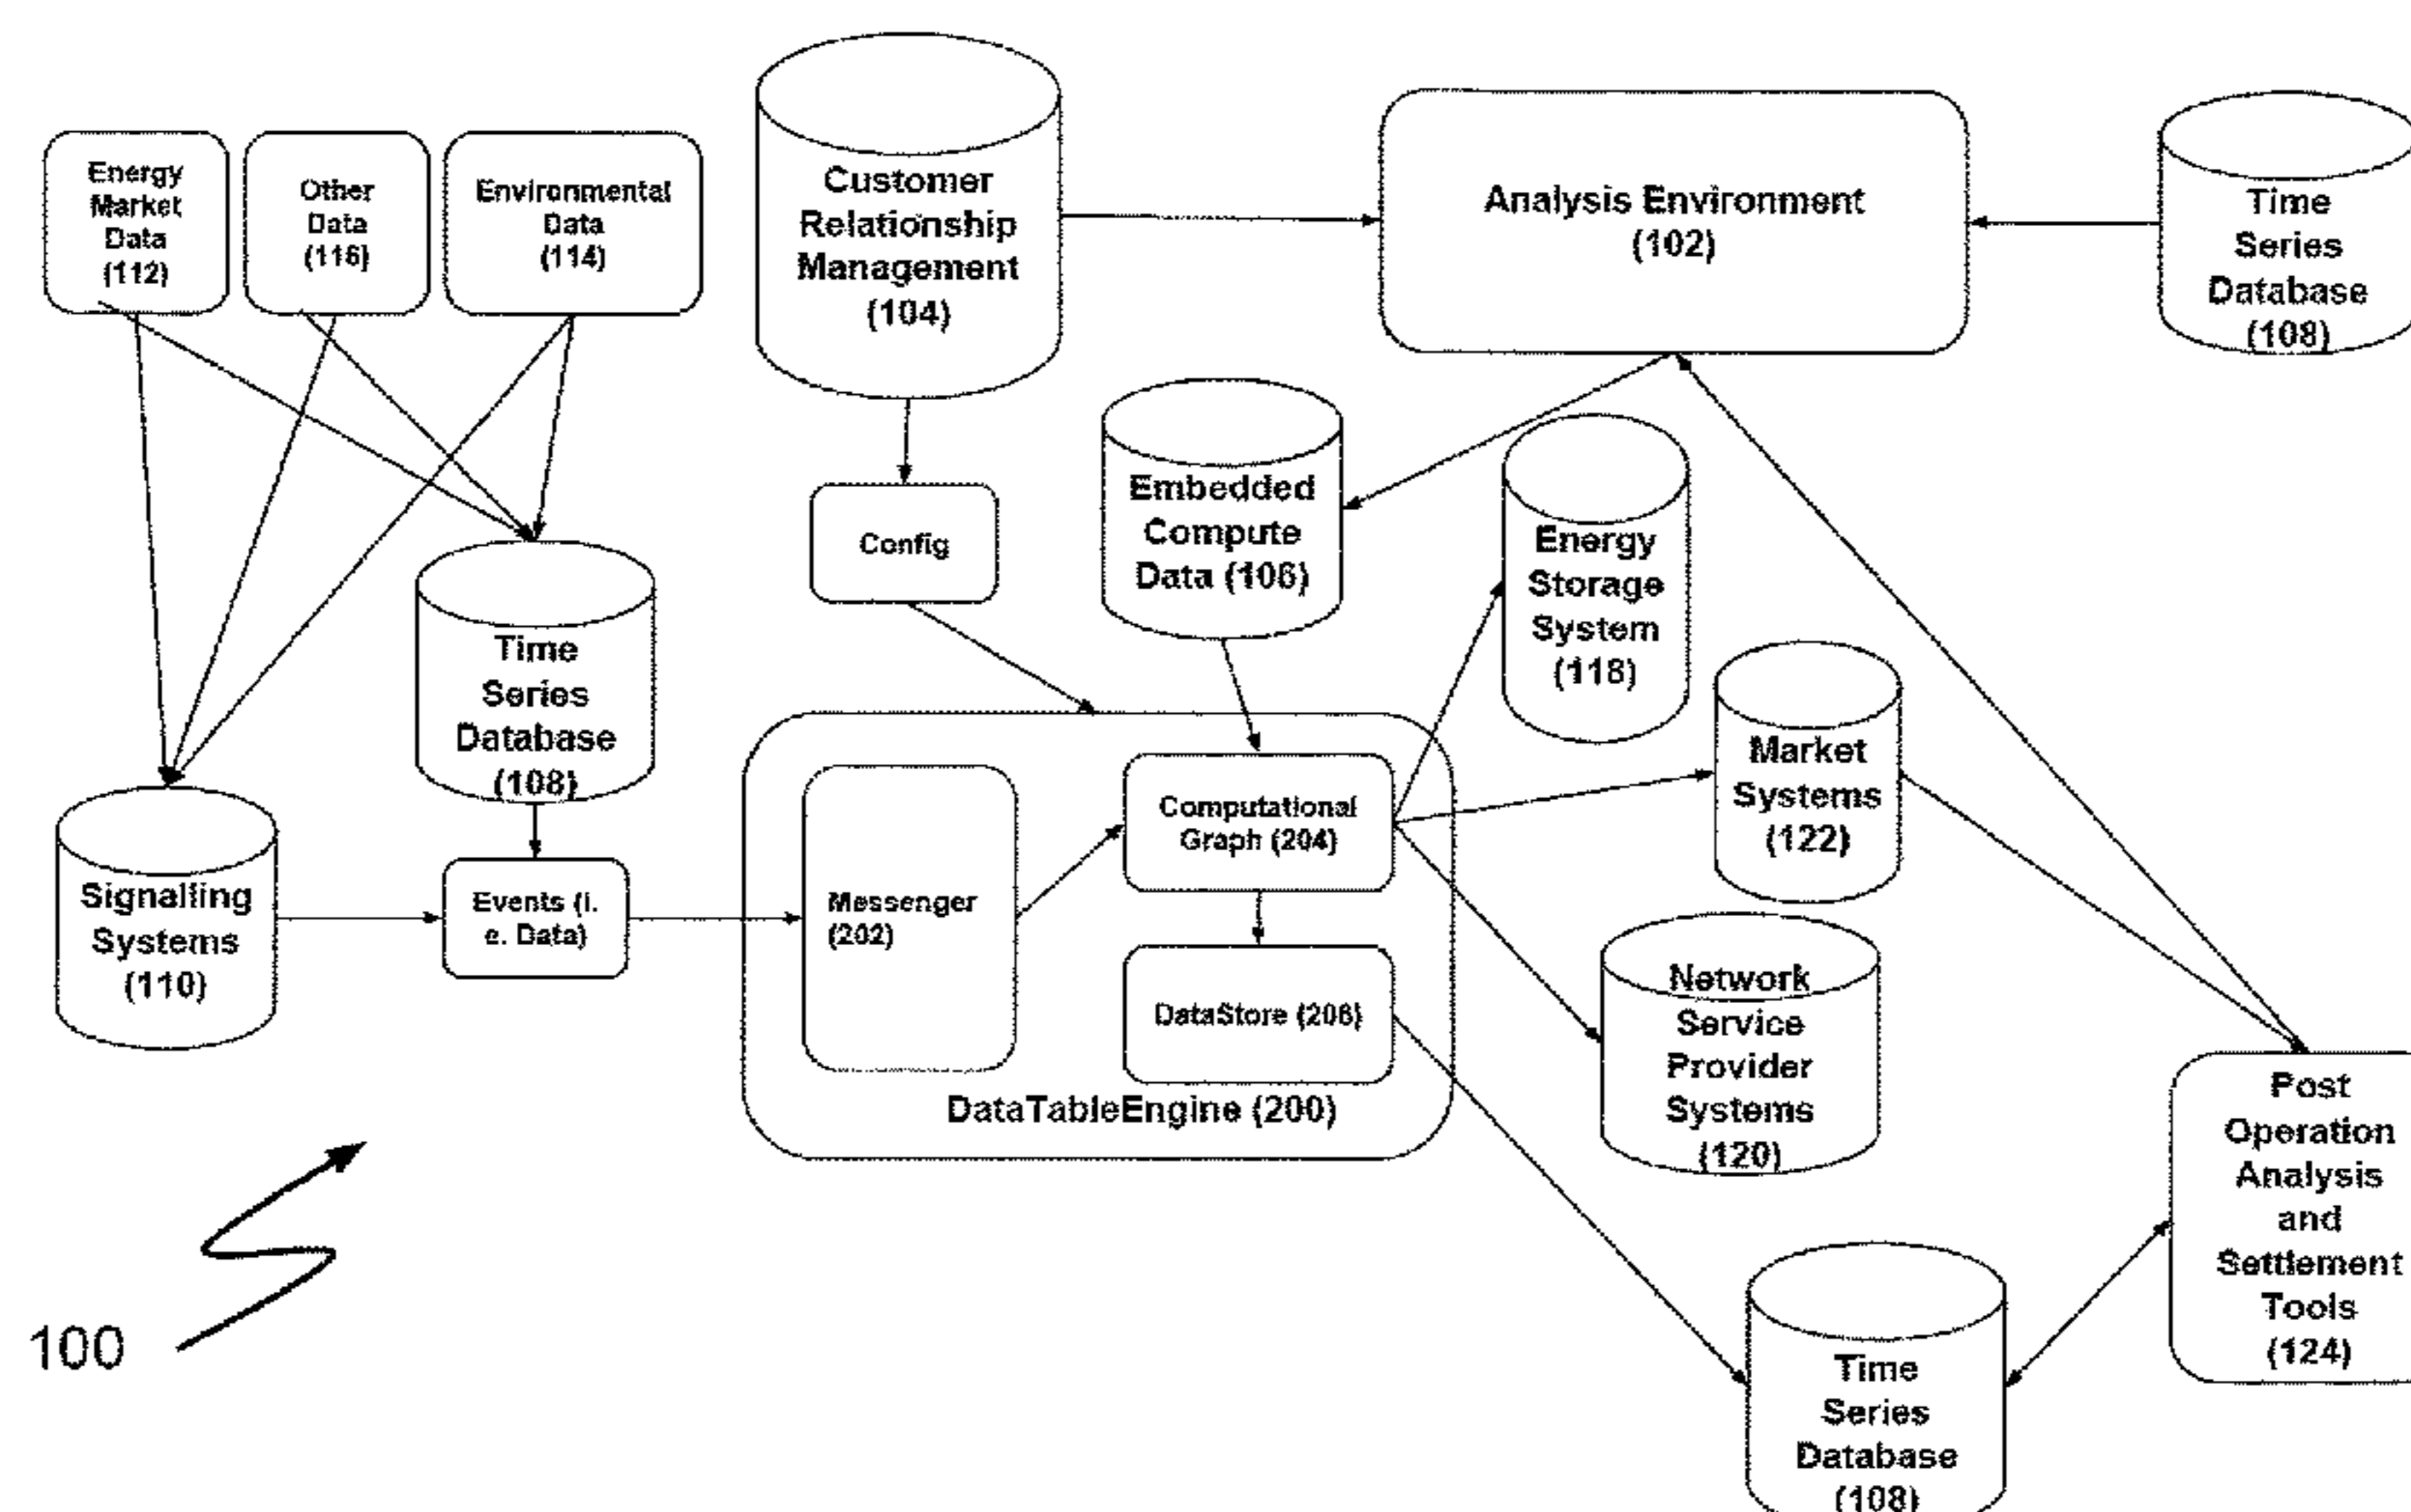 Energy
Market
Data
(112)
Other
Data
(116)
Environmental
Data
(114)
Customer
Relationship
Management
(104)
Analysis Environment
(102)
Time
Series
Database
(108)
Config
Embedded
Compute
Data (106)
Energy
Storage
System
(118)
Time
Series
Database
(108)
Market
Systems
(122)
Signalling
Systems
(110)
Events (i.
e. Data)
Messenger
(202)
Computational
Graph (204)
DataStore (206)
DataTableEngine (200)
Network
Service
Provider
Systems
(120)
Post
Operation
Analysis
and
Settlement
Tools
(124)
Time
Series
Database
(108)
100